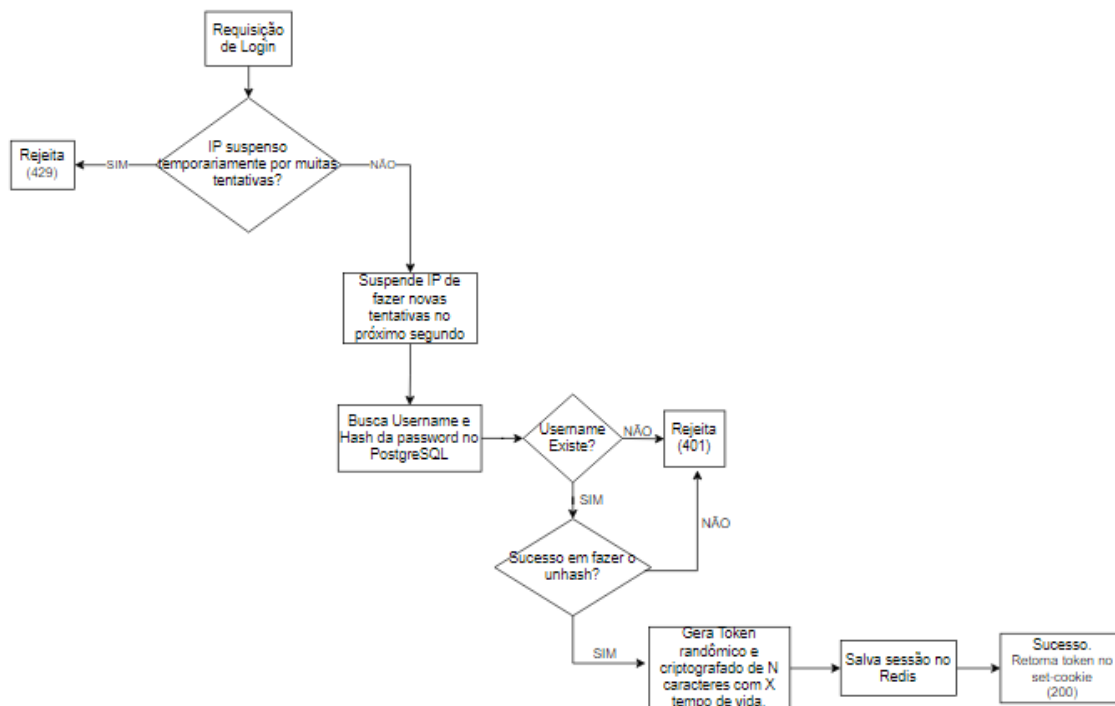 Requisição
de Login
IP suspenso
temporariamente por muitas
tentativas?
SIM
Rejeita
(429)
NÃO
Suspende IP de
fazer novas
tentativas no
próximo segundo
Busca Username e
Hash da password no
PostgreSQL
Username
Existe?
NÃO
Rejeita
(401)
SIM
NÃO
Sucesso em fazer o
unhash?
SIM
Gera Token
randômico e
criptografado de N
caracteres com X
tempo de vida.
Salva sessão no
Redis
Sucesso.
Retorna token no
set-cookie
(200)